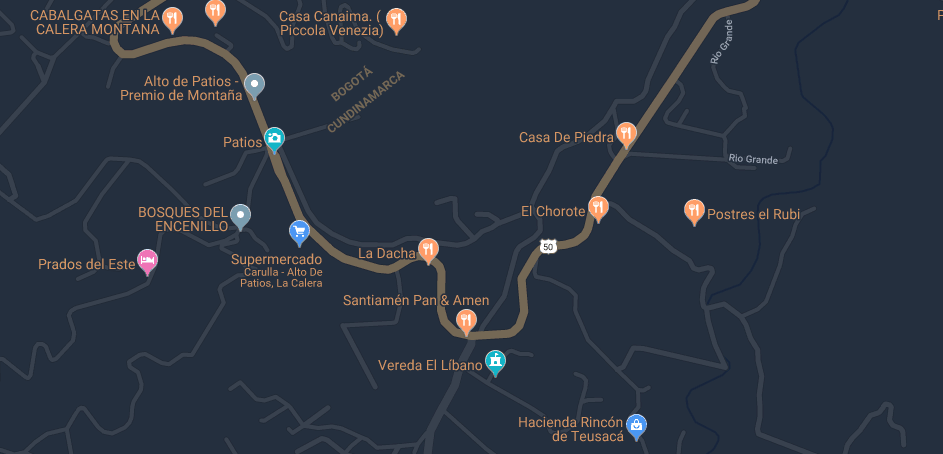 CABALGATAS EN LA
CALERA MONTANA
Casa Canaima. (
Piccola Venezia)
Alto de Patios -
Premio de Montaña
BOGOTÁ
CUNDINAMARCA
Patios
Río Grande
Casa De Piedra
Rio Grande
BOSQUES DEL
ENCENILLO
El Chorote
Postres el Rubi
50
Prados del Este
Supermercado
Carulla - Alto De
Patios, La Calera
La Dacha
Santiamén Pan & Amen
Vereda El Líbano
Hacienda Rincón
de Teusacá